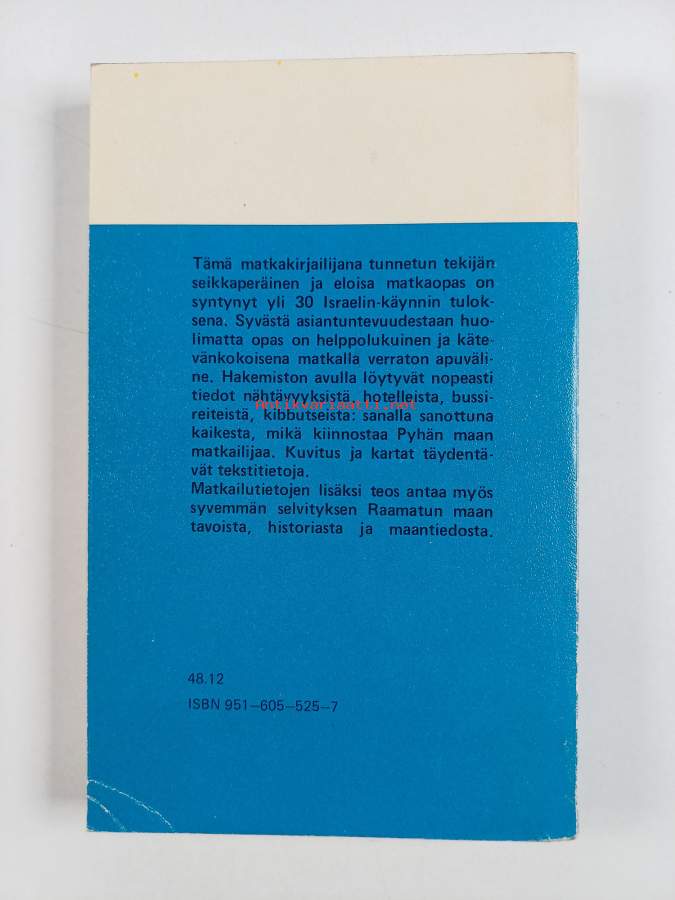 Tämä matkakirjailijana tunnetun tekijän
seikkaperäinen ja eloisa matkaopas on
syntynyt yli 30 Israelin-käynnin tulok-
sena. Syvästä asiantuntevuudestaan huo-
limatta opas on helppolukuinen ja käte-
vänkokoisena matkalla verraton apuväli-
ne. Hakemiston avulla löytyvät nopeasti
tiedot nähtävyyksistä, hotelleista, bussi-
antikvariaatti.net
reiteistä, kibbutseista: sanalla sanottuna
kaikesta, mikä kiinnostaa Pyhän maan
matkailijaa. Kuvitus ja kartat täydentä-
vät tekstitietoja.
Matkailutietojen lisäksi teos antaa myös
syvemmän selvityksen Raamatun maan
tavoista, historiasta ja maantiedosta.
48.12
ISBN 951—605—525—7